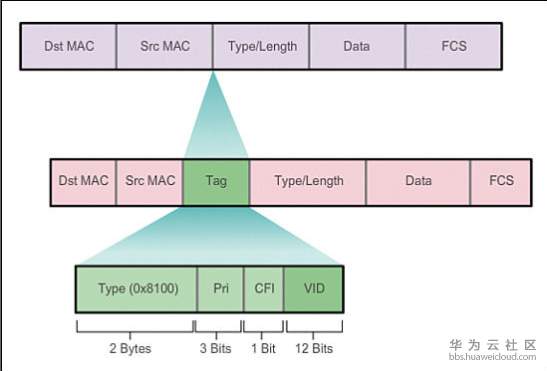 Dst MAC Src MAC Type/Length Data FCS
Dst MAC Src MAC Tag Type/Length Data FCS
Type (0x8100) Pri CFI VID
2 Bytes 3 Bits 1 Bit 12 Bits
华为云社区
bbs.huaweicloud.com